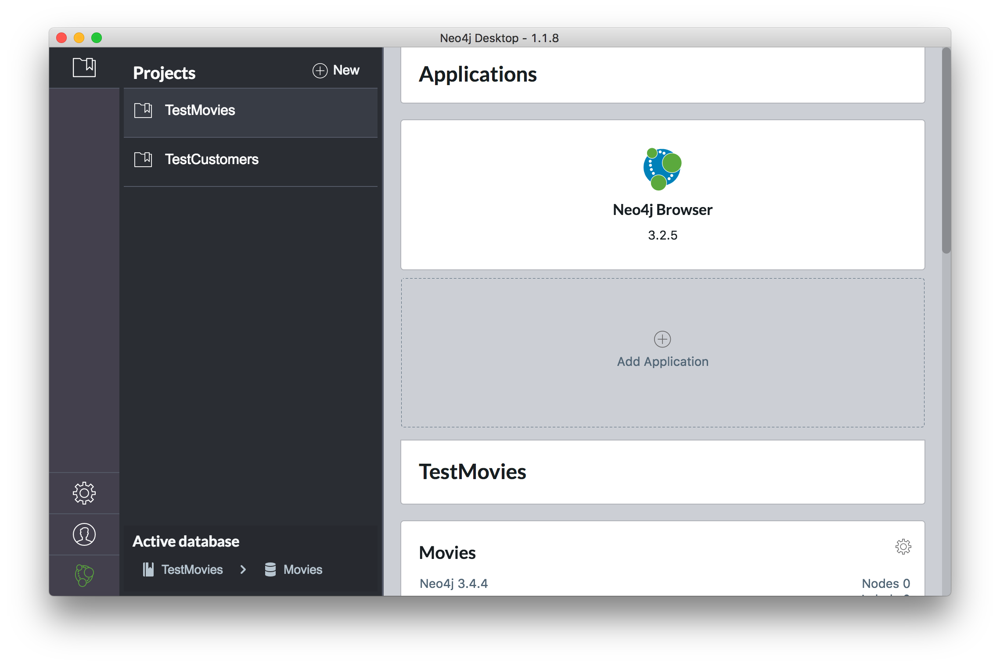 Neo4j Desktop - 1.1.8
Projects
New
TestMovies
TestCustomers
Active database
TestMovies
Movies
Applications
Neo4j Browser
3.2.5
Add Application
TestMovies
Movies
Neo4j 3.4.4
Nodes 0